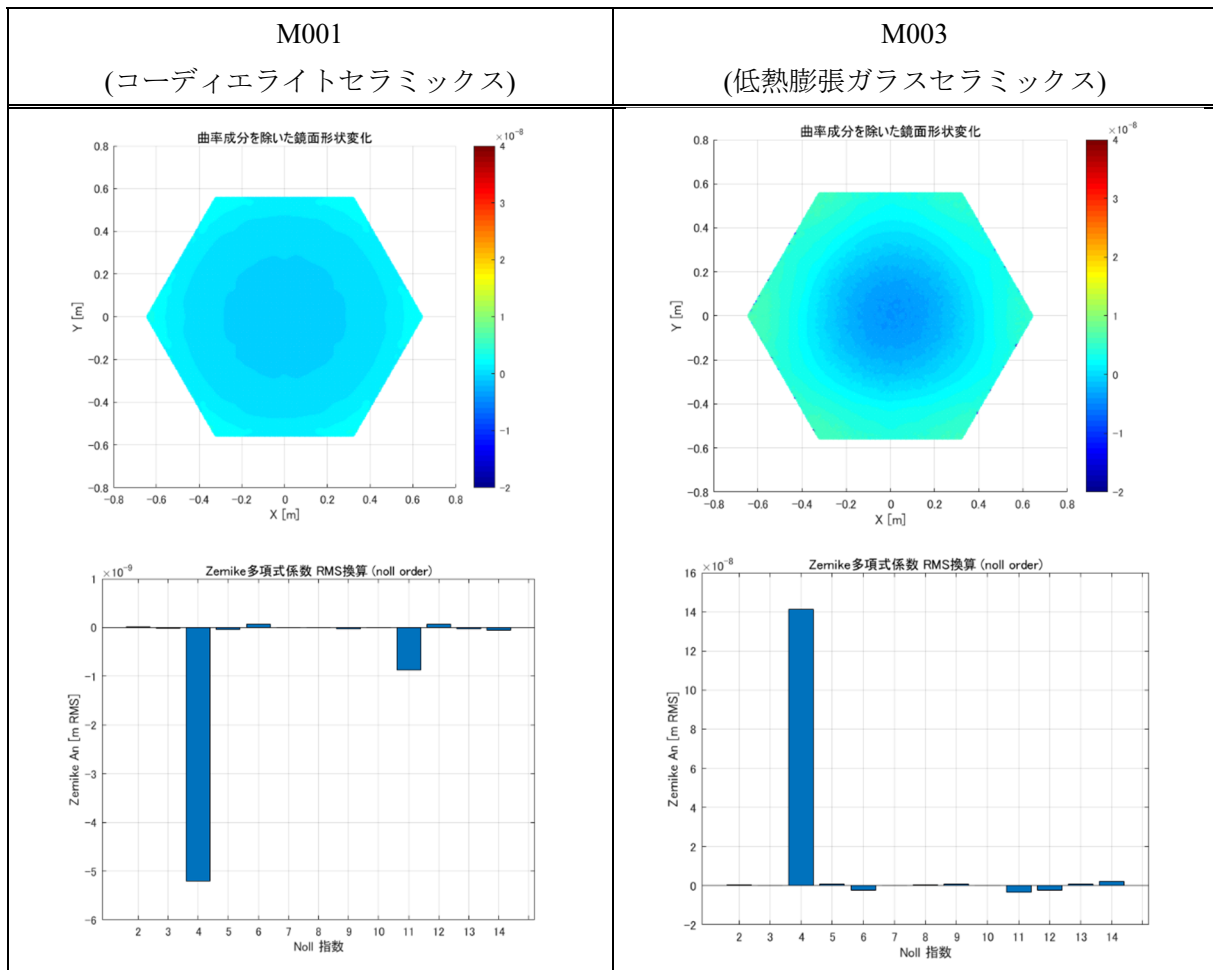 M001
(コーディエライトセラミックス)
M003
(低熱膨張ガラスセラミックス)
曲率成分を除いた鏡面形状変化
×10⁻⁸
0.8
0.6
0.4
0.2
0
-0.2
-0.4
-0.6
-0.8
Y [m]
-0.8 -0.6 -0.4 -0.2 0 0.2 0.4 0.6 0.8
X [m]
4
3
2
1
0
-1
-2
曲率成分を除いた鏡面形状変化
×10⁻⁸
0.8
0.6
0.4
0.2
0
-0.2
-0.4
-0.6
-0.8
Y [m]
-0.8 -0.6 -0.4 -0.2 0 0.2 0.4 0.6 0.8
X [m]
4
3
2
1
0
-1
-2
Zernike多項式係数 RMS換算 (noll order)
×10⁻⁹
1
0
-1
-2
-3
-4
-5
-6
Zernike An [m RMS]
2 3 4 5 6 7 8 9 10 11 12 13 14
Noll 指数
Zernike多項式係数 RMS換算 (noll order)
×10⁻⁸
16
14
12
10
8
6
4
2
0
-2
Zernike An [m RMS]
2 3 4 5 6 7 8 9 10 11 12 13 14
Noll 指数